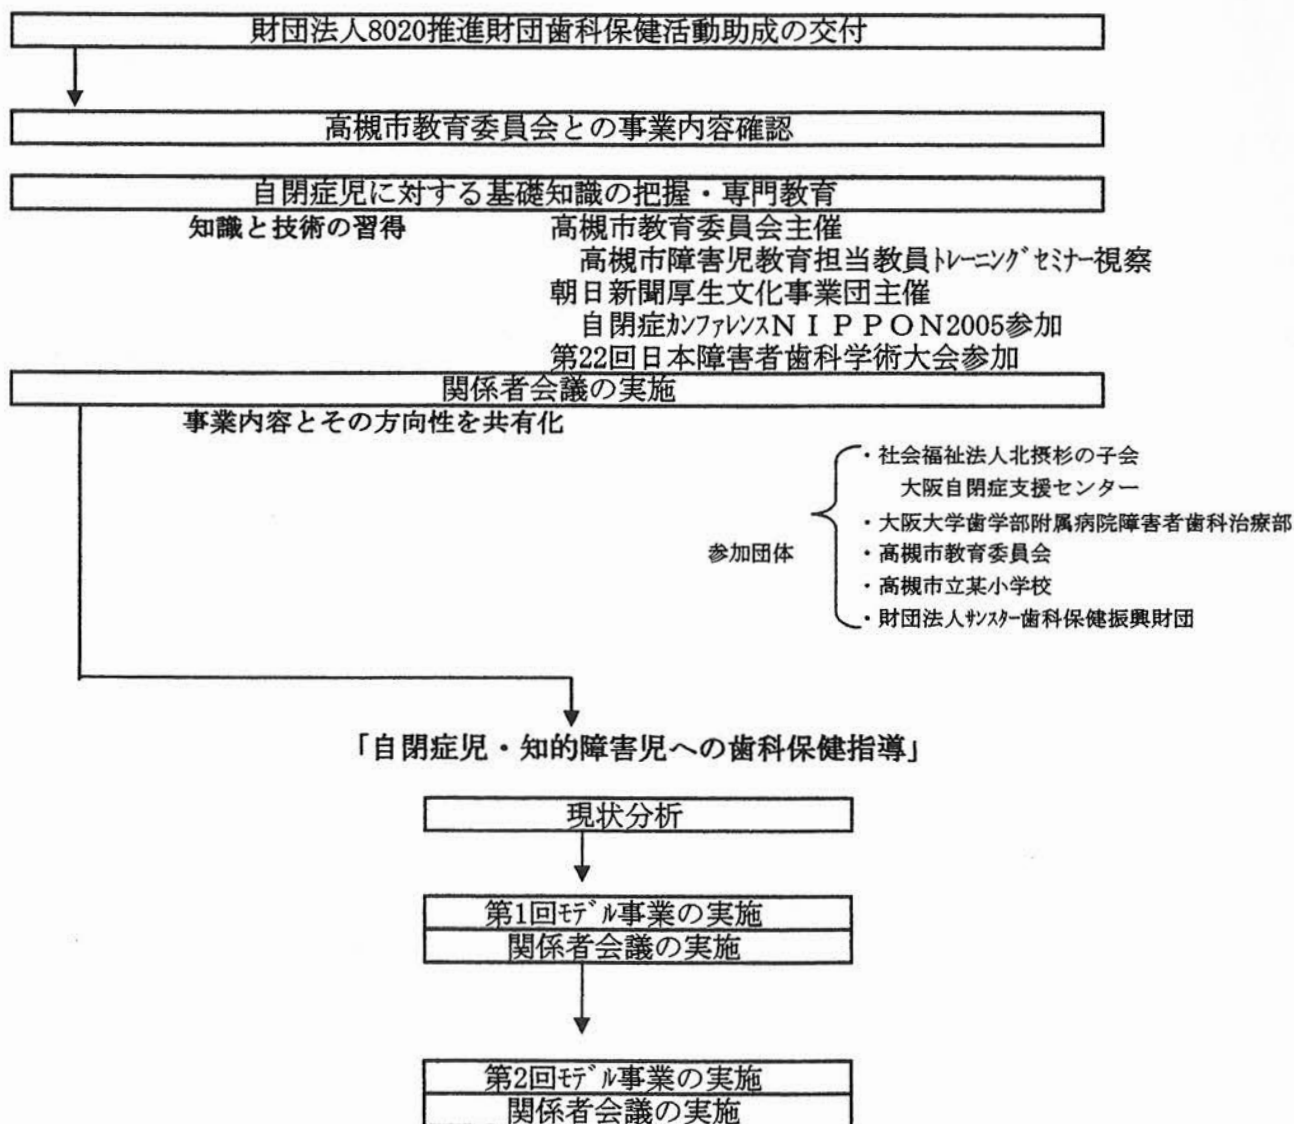 財団法人8020推進財団歯科保健活動助成の交付
高槻市教育委員会との事業内容確認
自閉症児に対する基礎知識の把握・専門教育
知識と技術の習得
高槻市教育委員会主催
高槻市障害児教育担当教員ﾄﾚｰﾆﾝｸﾞｾﾐﾅｰ視察
朝日新聞厚生文化事業団主催
自閉症ｶﾝﾌｧﾚﾝｽＮＩＰＰＯＮ2005参加
第22回日本障害者歯科学術大会参加
関係者会議の実施
事業内容とその方向性を共有化
参加団体
・社会福祉法人北摂杉の子会
大阪自閉症支援センター
・大阪大学歯学部附属病院障害者歯科治療部
・高槻市教育委員会
・高槻市立某小学校
・財団法人ｻﾝｽﾀｰ歯科保健振興財団
「自閉症児・知的障害児への歯科保健指導」
現状分析
第1回ﾓﾃﾞﾙ事業の実施
関係者会議の実施
第2回ﾓﾃﾞﾙ事業の実施
関係者会議の実施